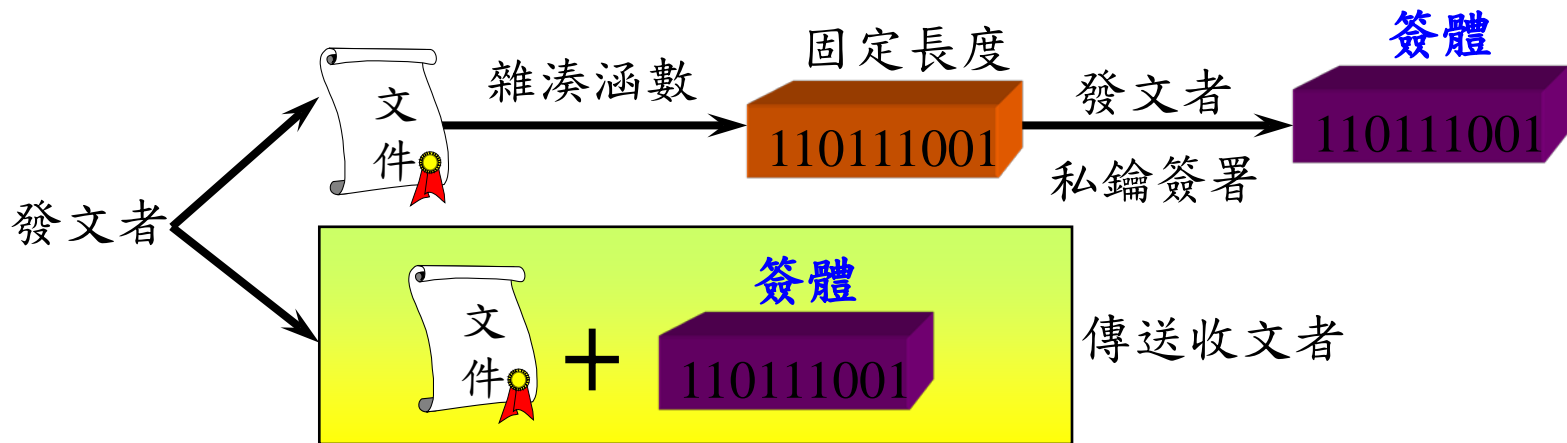 發文者
文
件
雜湊涵數
固定長度
110111001
發文者
私鑰簽署
簽體
110111001
文
件
+
簽體
110111001
傳送收文者